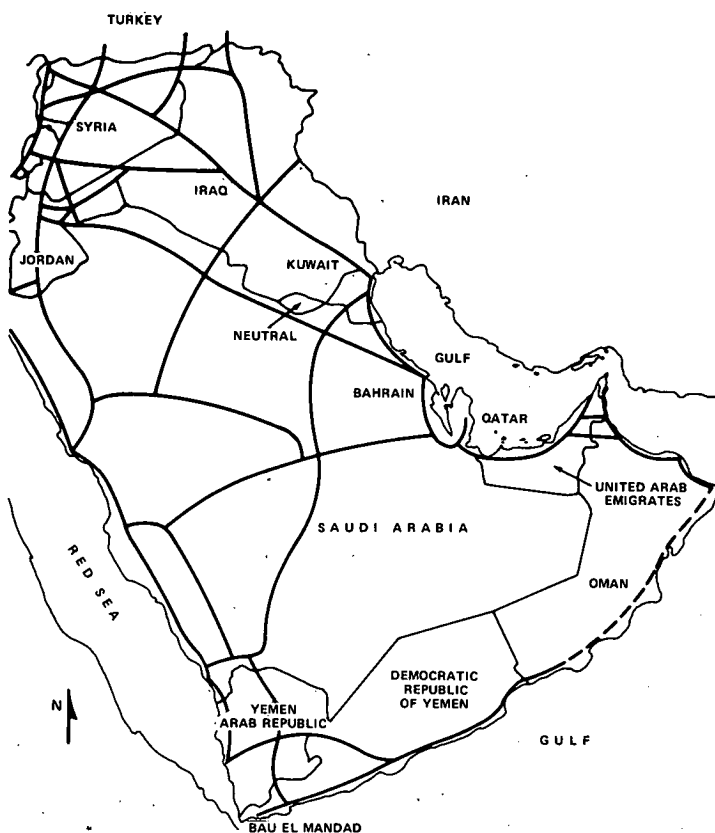 TURKEY
SYRIA
IRAQ
IRAN
JORDAN
KUWAIT
NEUTRAL
GULF
BAHRAIN
QATAR
UNITED ARAB
EMIGRATES
SAUDI ARABIA
RED SEA
OMAN
DEMOCRATIC
REPUBLIC
OF YEMEN
N
YEMEN
ARAB REPUBLIC
GULF
BAU EL MANDAD